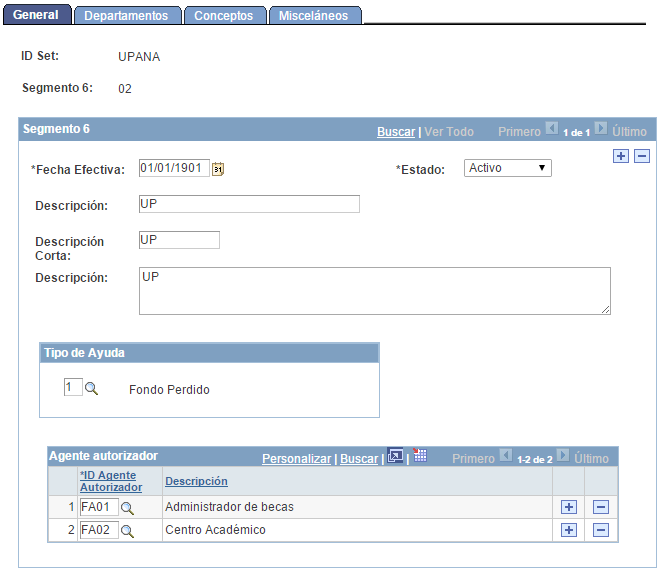 General Departamentos Conceptos Misceláneos
ID Set: UPANA
Segmento 6: 02
Segmento 6 Buscar | Ver Todo Primero 1 de 1 Último
*Fecha Efectiva: 01/01/1901 31 *Estado: Activo
Descripción: UP
Descripción Corta: UP
Descripción: UP
Tipo de Ayuda
1 Fondo Perdido
Agente autorizador Personalizar | Buscar | | Primero 1-2 de 2 Último
*ID Agente Autorizador Descripción
1 FA01 Administrador de becas
2 FA02 Centro Académico